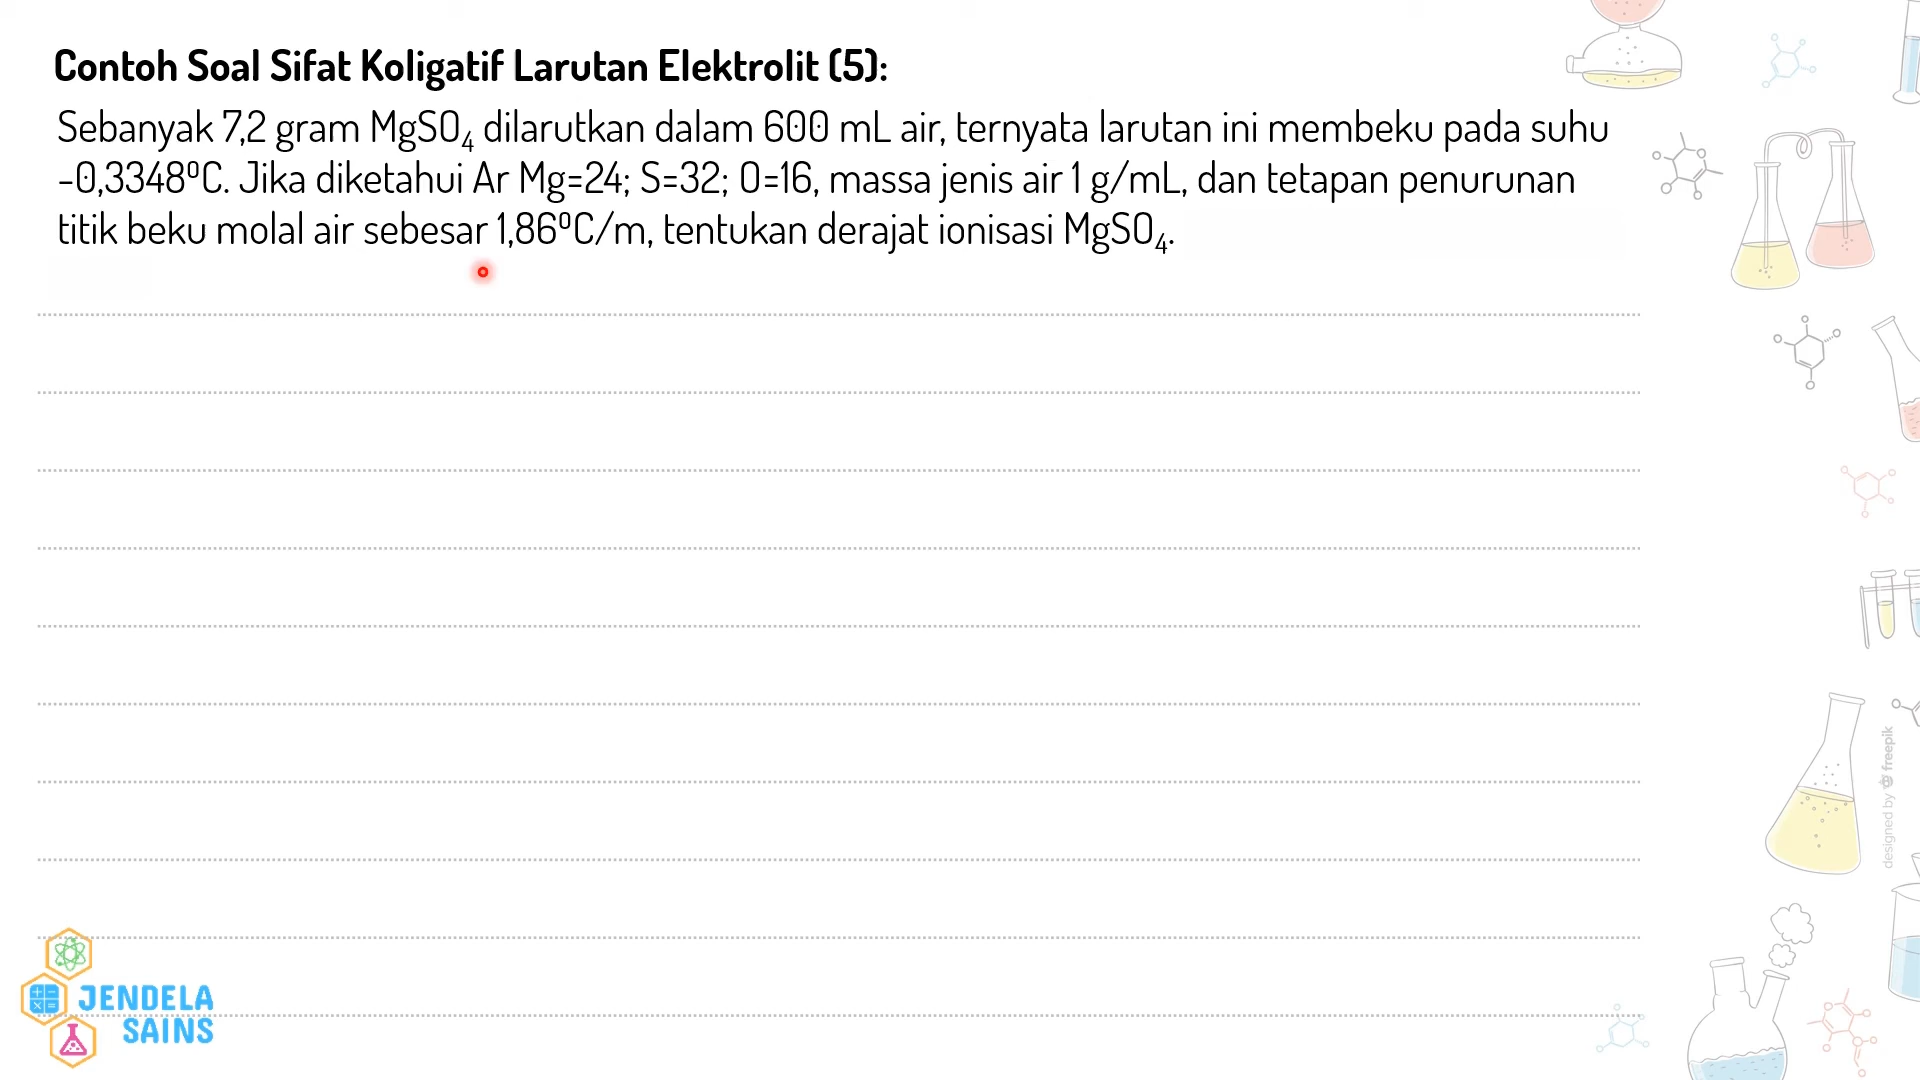 Contoh Soal Sifat Koligatif Larutan Elektrolit (5):
Sebanyak 7,2 gram MgSO₄ dilarutkan dalam 600 mL air, ternyata larutan ini membeku pada suhu
-0,3348⁰C. Jika diketahui Ar Mg=24; S=32; O=16, massa jenis air 1 g/mL, dan tetapan penurunan
titik beku molal air sebesar 1,86⁰C/m, tentukan derajat ionisasi MgSO₄.
designed by freepik
JENDELA
SAINS